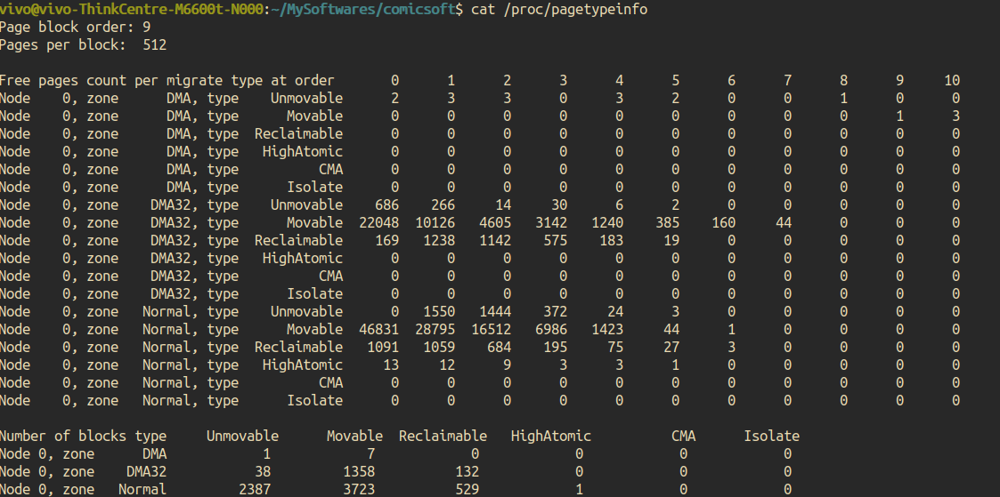 vivo@vivo-ThinkCentre-M6600t-N000:~/MySoftwares/comicsoft$ cat /proc/pagetypeinfo
Page block order: 9
Pages per block:  512

Free pages count per migrate type at order       0      1      2      3      4      5      6      7      8      9     10
Node    0, zone      DMA, type    Unmovable      2      3      3      0      3      2      0      0      1      0      0
Node    0, zone      DMA, type      Movable      0      0      0      0      0      0      0      0      0      1      3
Node    0, zone      DMA, type  Reclaimable      0      0      0      0      0      0      0      0      0      0      0
Node    0, zone      DMA, type   HighAtomic      0      0      0      0      0      0      0      0      0      0      0
Node    0, zone      DMA, type          CMA      0      0      0      0      0      0      0      0      0      0      0
Node    0, zone      DMA, type      Isolate      0      0      0      0      0      0      0      0      0      0      0
Node    0, zone    DMA32, type    Unmovable    686    266     14     30      6      2      0      0      0      0      0
Node    0, zone    DMA32, type      Movable  22048  10126   4605   3142   1240    385    160     44      0      0      0
Node    0, zone    DMA32, type  Reclaimable    169   1238   1142    575    183     19      0      0      0      0      0
Node    0, zone    DMA32, type   HighAtomic      0      0      0      0      0      0      0      0      0      0      0
Node    0, zone    DMA32, type          CMA      0      0      0      0      0      0      0      0      0      0      0
Node    0, zone    DMA32, type      Isolate      0      0      0      0      0      0      0      0      0      0      0
Node    0, zone   Normal, type    Unmovable      0   1550   1444    372     24      3      0      0      0      0      0
Node    0, zone   Normal, type      Movable  46831  28795  16512   6986   1423     44      1      0      0      0      0
Node    0, zone   Normal, type  Reclaimable   1091   1059    684    195     75     27      3      0      0      0      0
Node    0, zone   Normal, type   HighAtomic     13     12      9      3      3      1      0      0      0      0      0
Node    0, zone   Normal, type          CMA      0      0      0      0      0      0      0      0      0      0      0
Node    0, zone   Normal, type      Isolate      0      0      0      0      0      0      0      0      0      0      0

Number of blocks type     Unmovable      Movable  Reclaimable   HighAtomic          CMA      Isolate
Node 0, zone      DMA            1            7            0            0            0            0
Node 0, zone    DMA32           38         1358          132            0            0            0
Node 0, zone   Normal         2387         3723          529            1            0            0